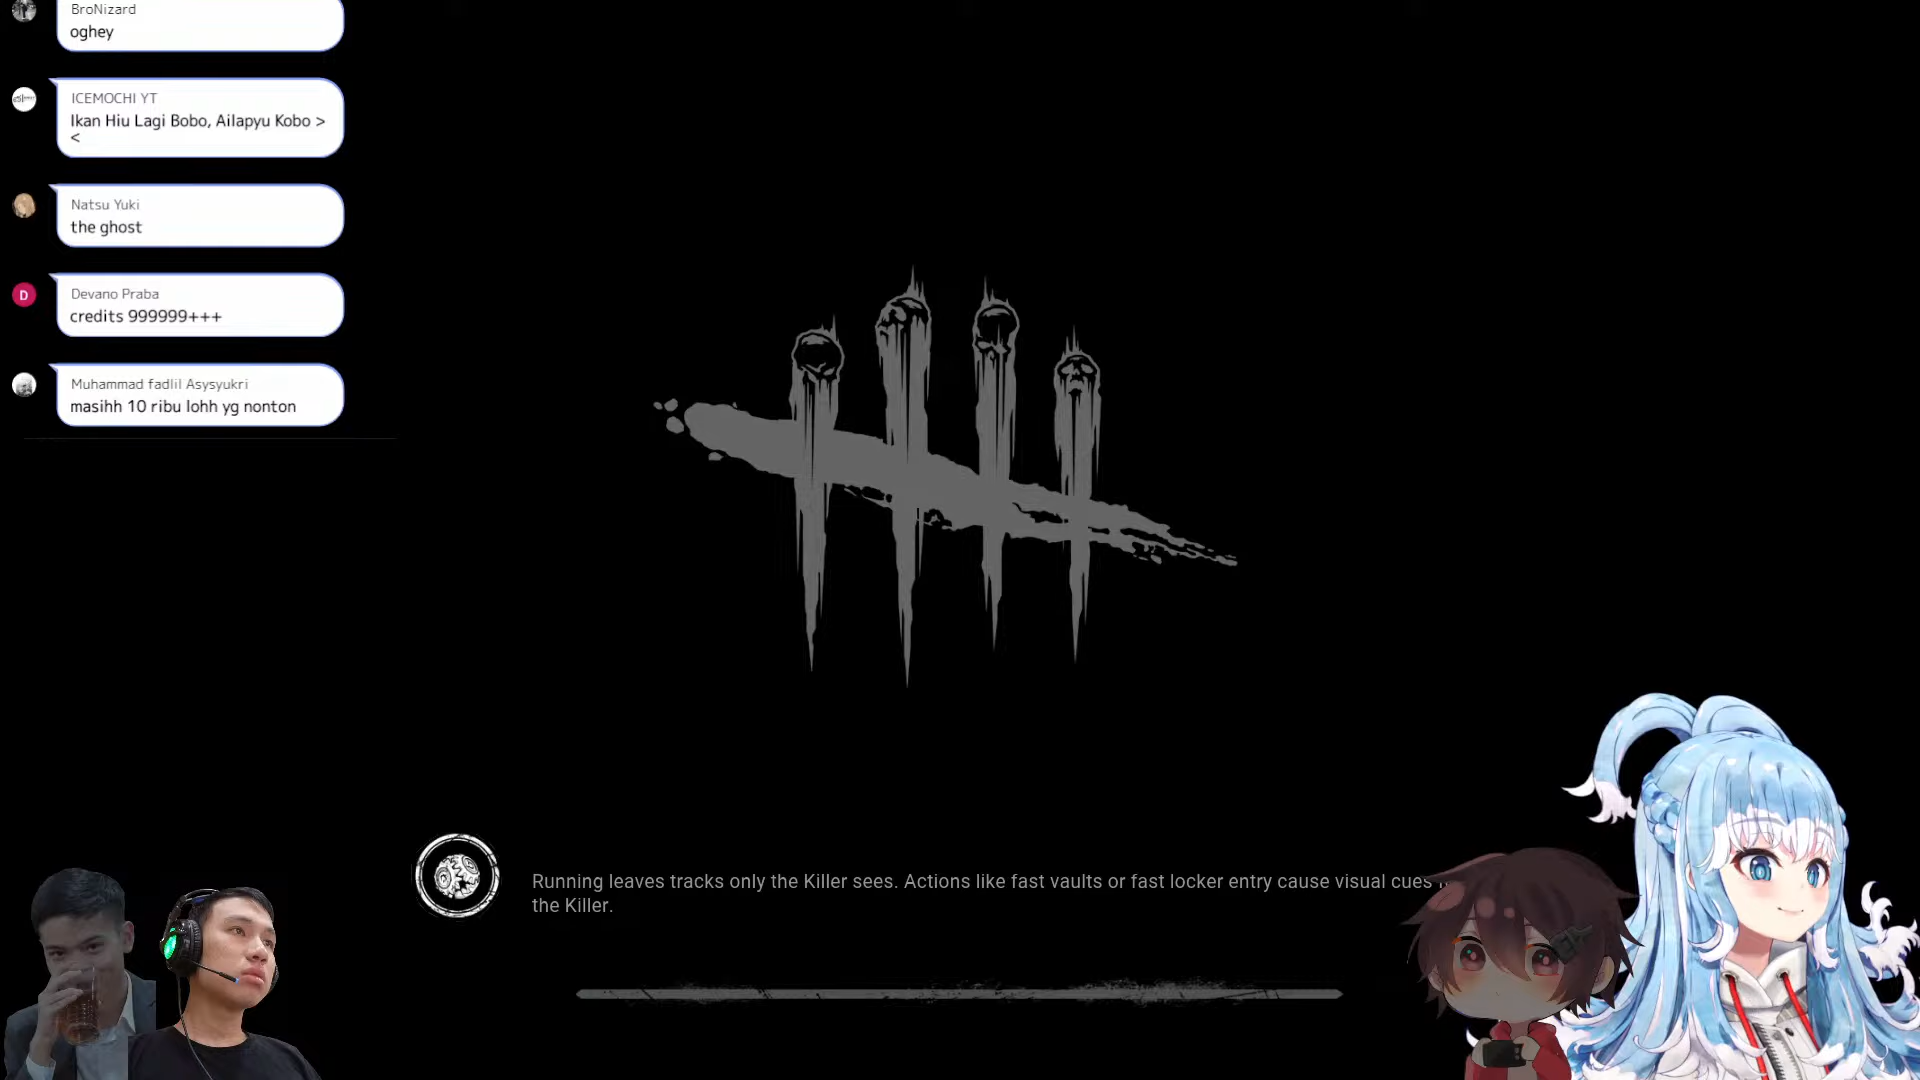 BroNizard
oghey
ICEMOCHI YT
Ikan Hiu Lagi Bobo, Ailapyu Kobo >
<
Natsu Yuki
the ghost
D
Devano Praba
credits 999999+++
Muhammad fadlil Asysyukri
masihh 10 ribu lohh yg nonton
Running leaves tracks only the Killer sees. Actions like fast vaults or fast locker entry cause visual cues
the Killer.